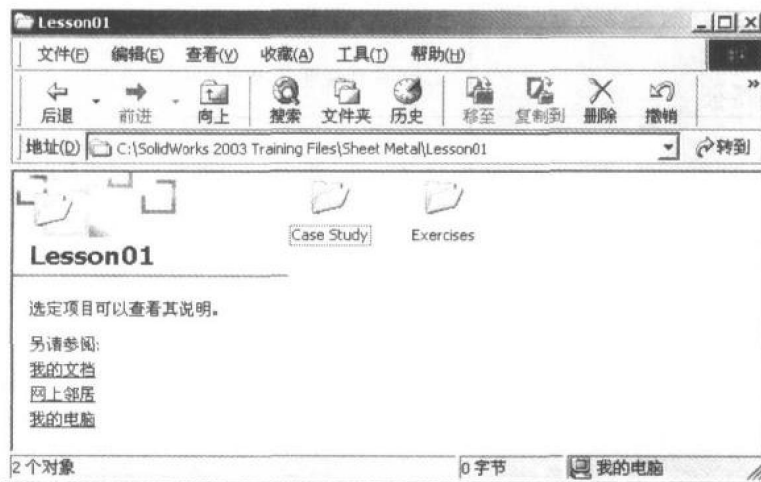 Lesson01
文件(F) 编辑(E) 查看(V) 收藏(A) 工具(T) 帮助(H)
后退 前进 向上 搜索 文件夹 历史 移至 复制到 删除 撤销 »
地址(D) C:\SolidWorks 2003 Training Files\Sheet Metal\Lesson01 转到
Case Study Exercises
Lesson01
选定项目可以查看其说明。
另请参阅:
我的文档
网上邻居
我的电脑
2 个对象 0 字节 我的电脑